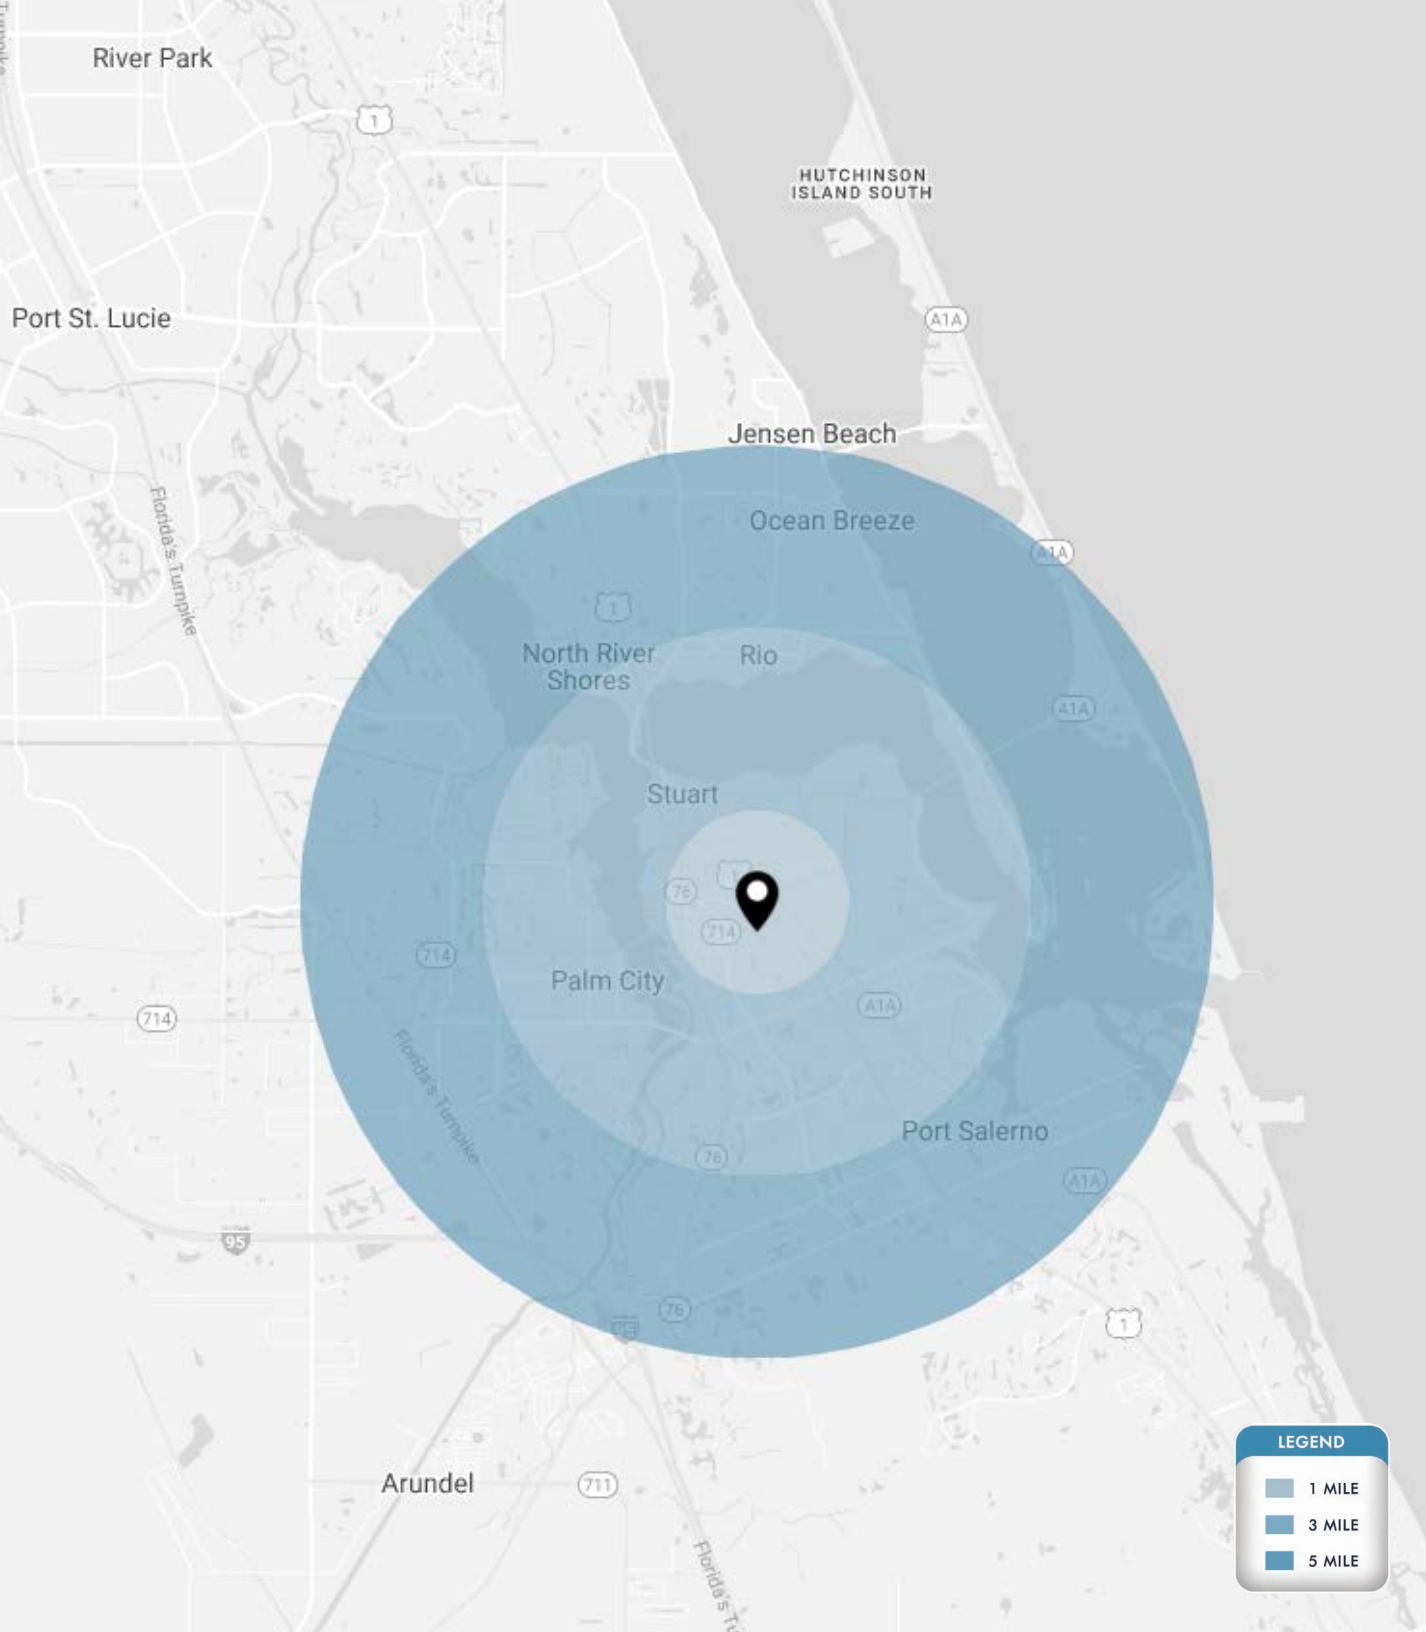 River Park
1
HUTCHINSON
ISLAND SOUTH
Port St. Lucie
A1A
Jensen Beach
Ocean Breeze
Florida's Turnpike
A1A
1
North River
Shores
Rio
A1A
Stuart
1
76
714
714
Palm City
A1A
714
Florida's Turnpike
Port Salerno
76
A1A
95
76
1
LEGEND
1 MILE
3 MILE
5 MILE
Arundel
711